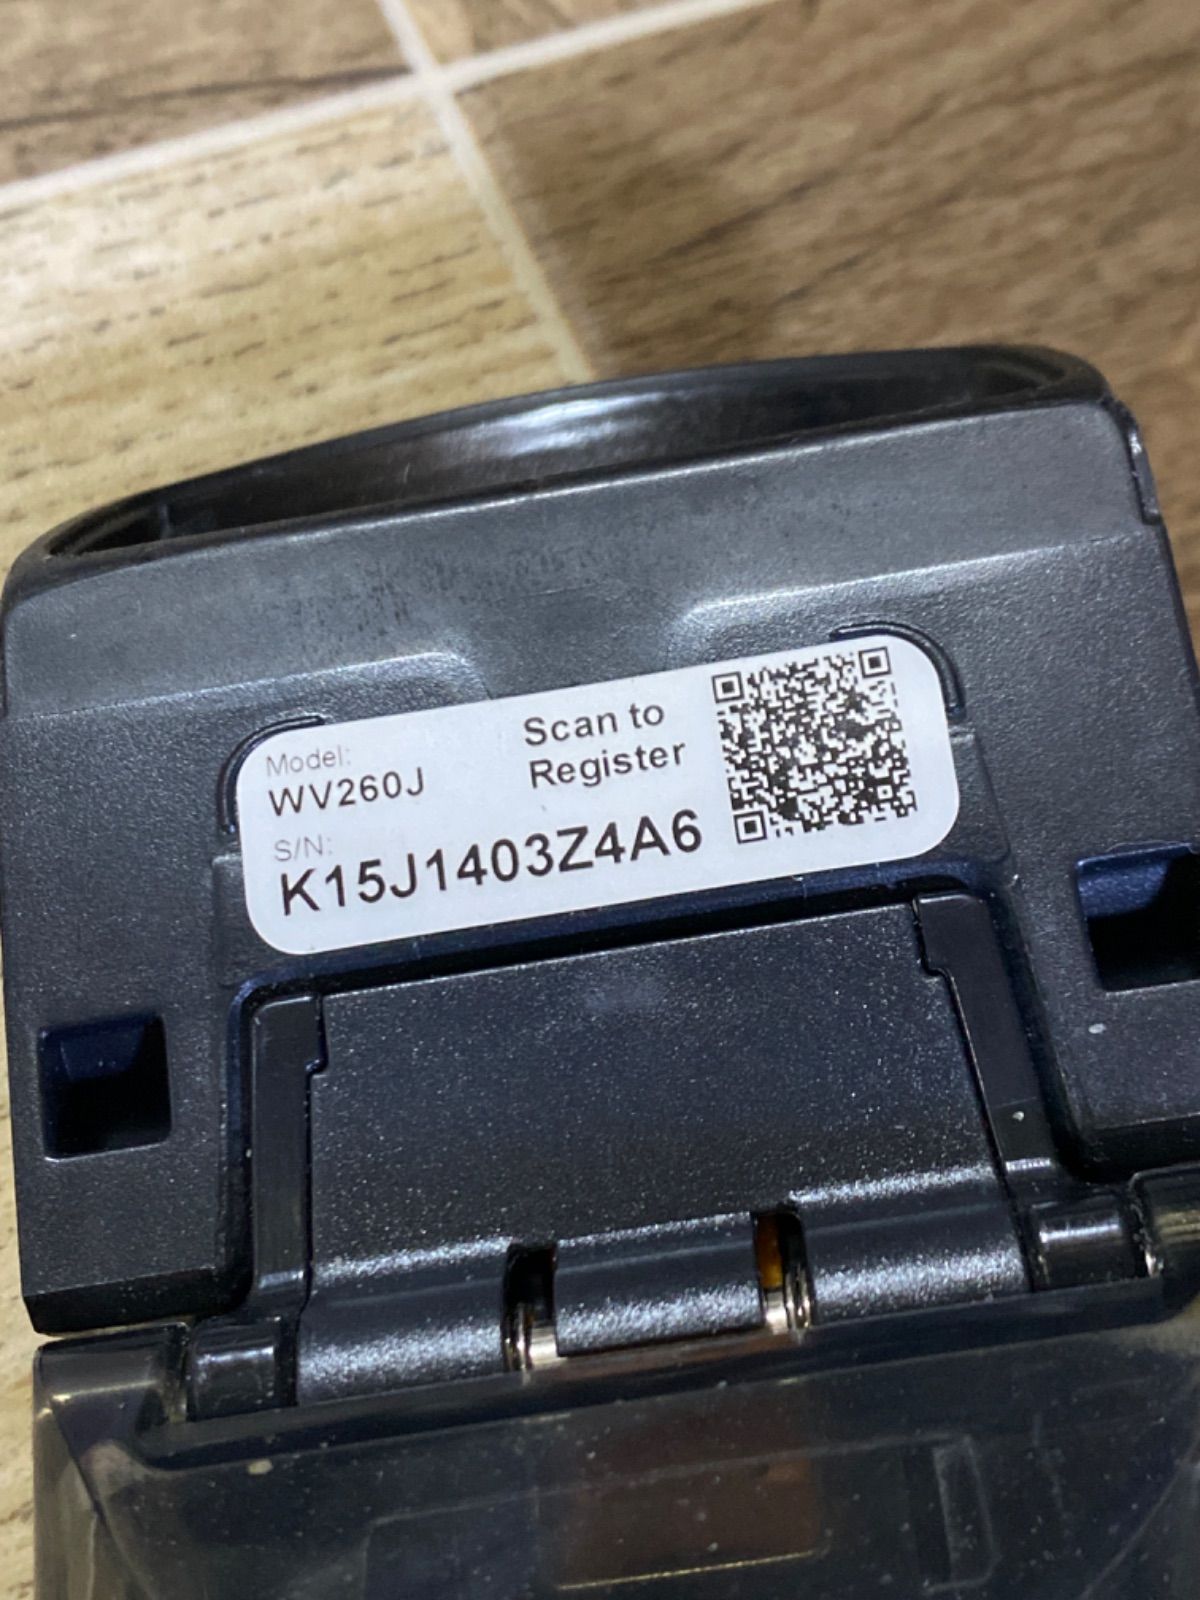 Model:
WV260J
Scan to
Register
S/N:
K15J1403Z4A6